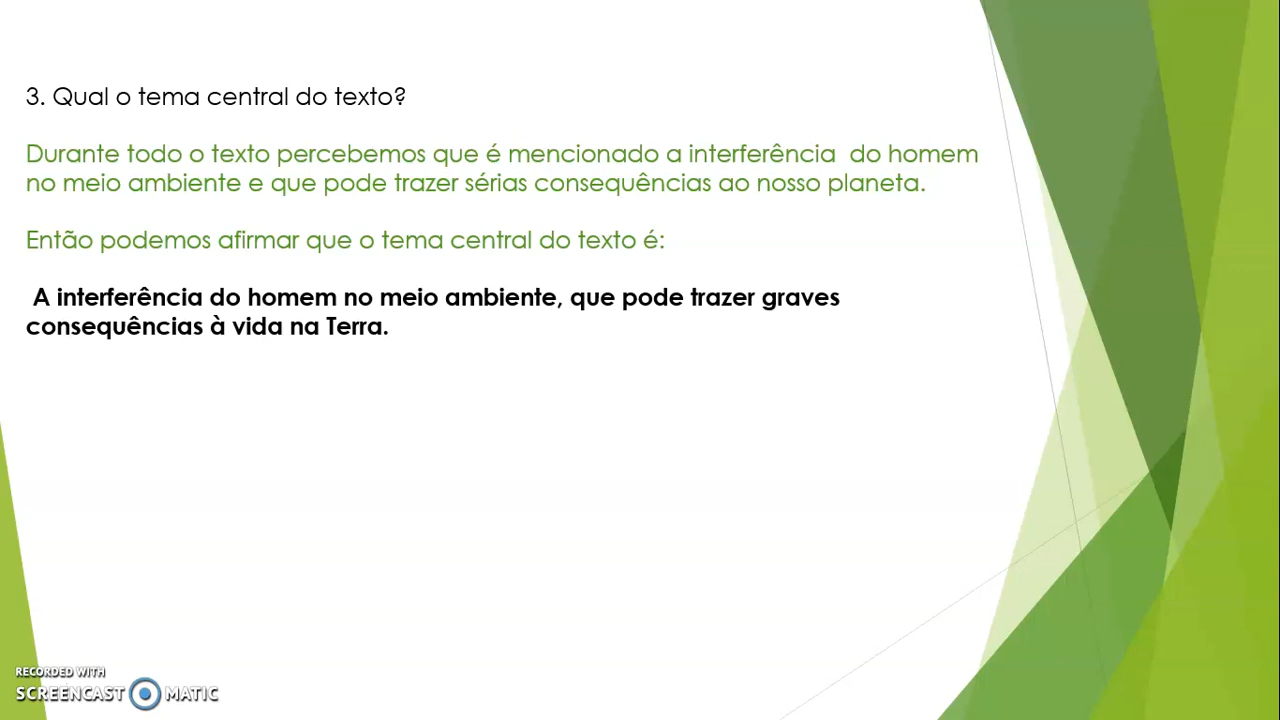 3. Qual o tema central do texto?
Durante todo o texto percebemos que é mencionado a interferência  do homem
no meio ambiente e que pode trazer sérias consequências ao nosso planeta.
Então podemos afirmar que o tema central do texto é:
A interferência do homem no meio ambiente, que pode trazer graves
consequências à vida na Terra.
RECORDED WITH
SCREENCAST MATIC